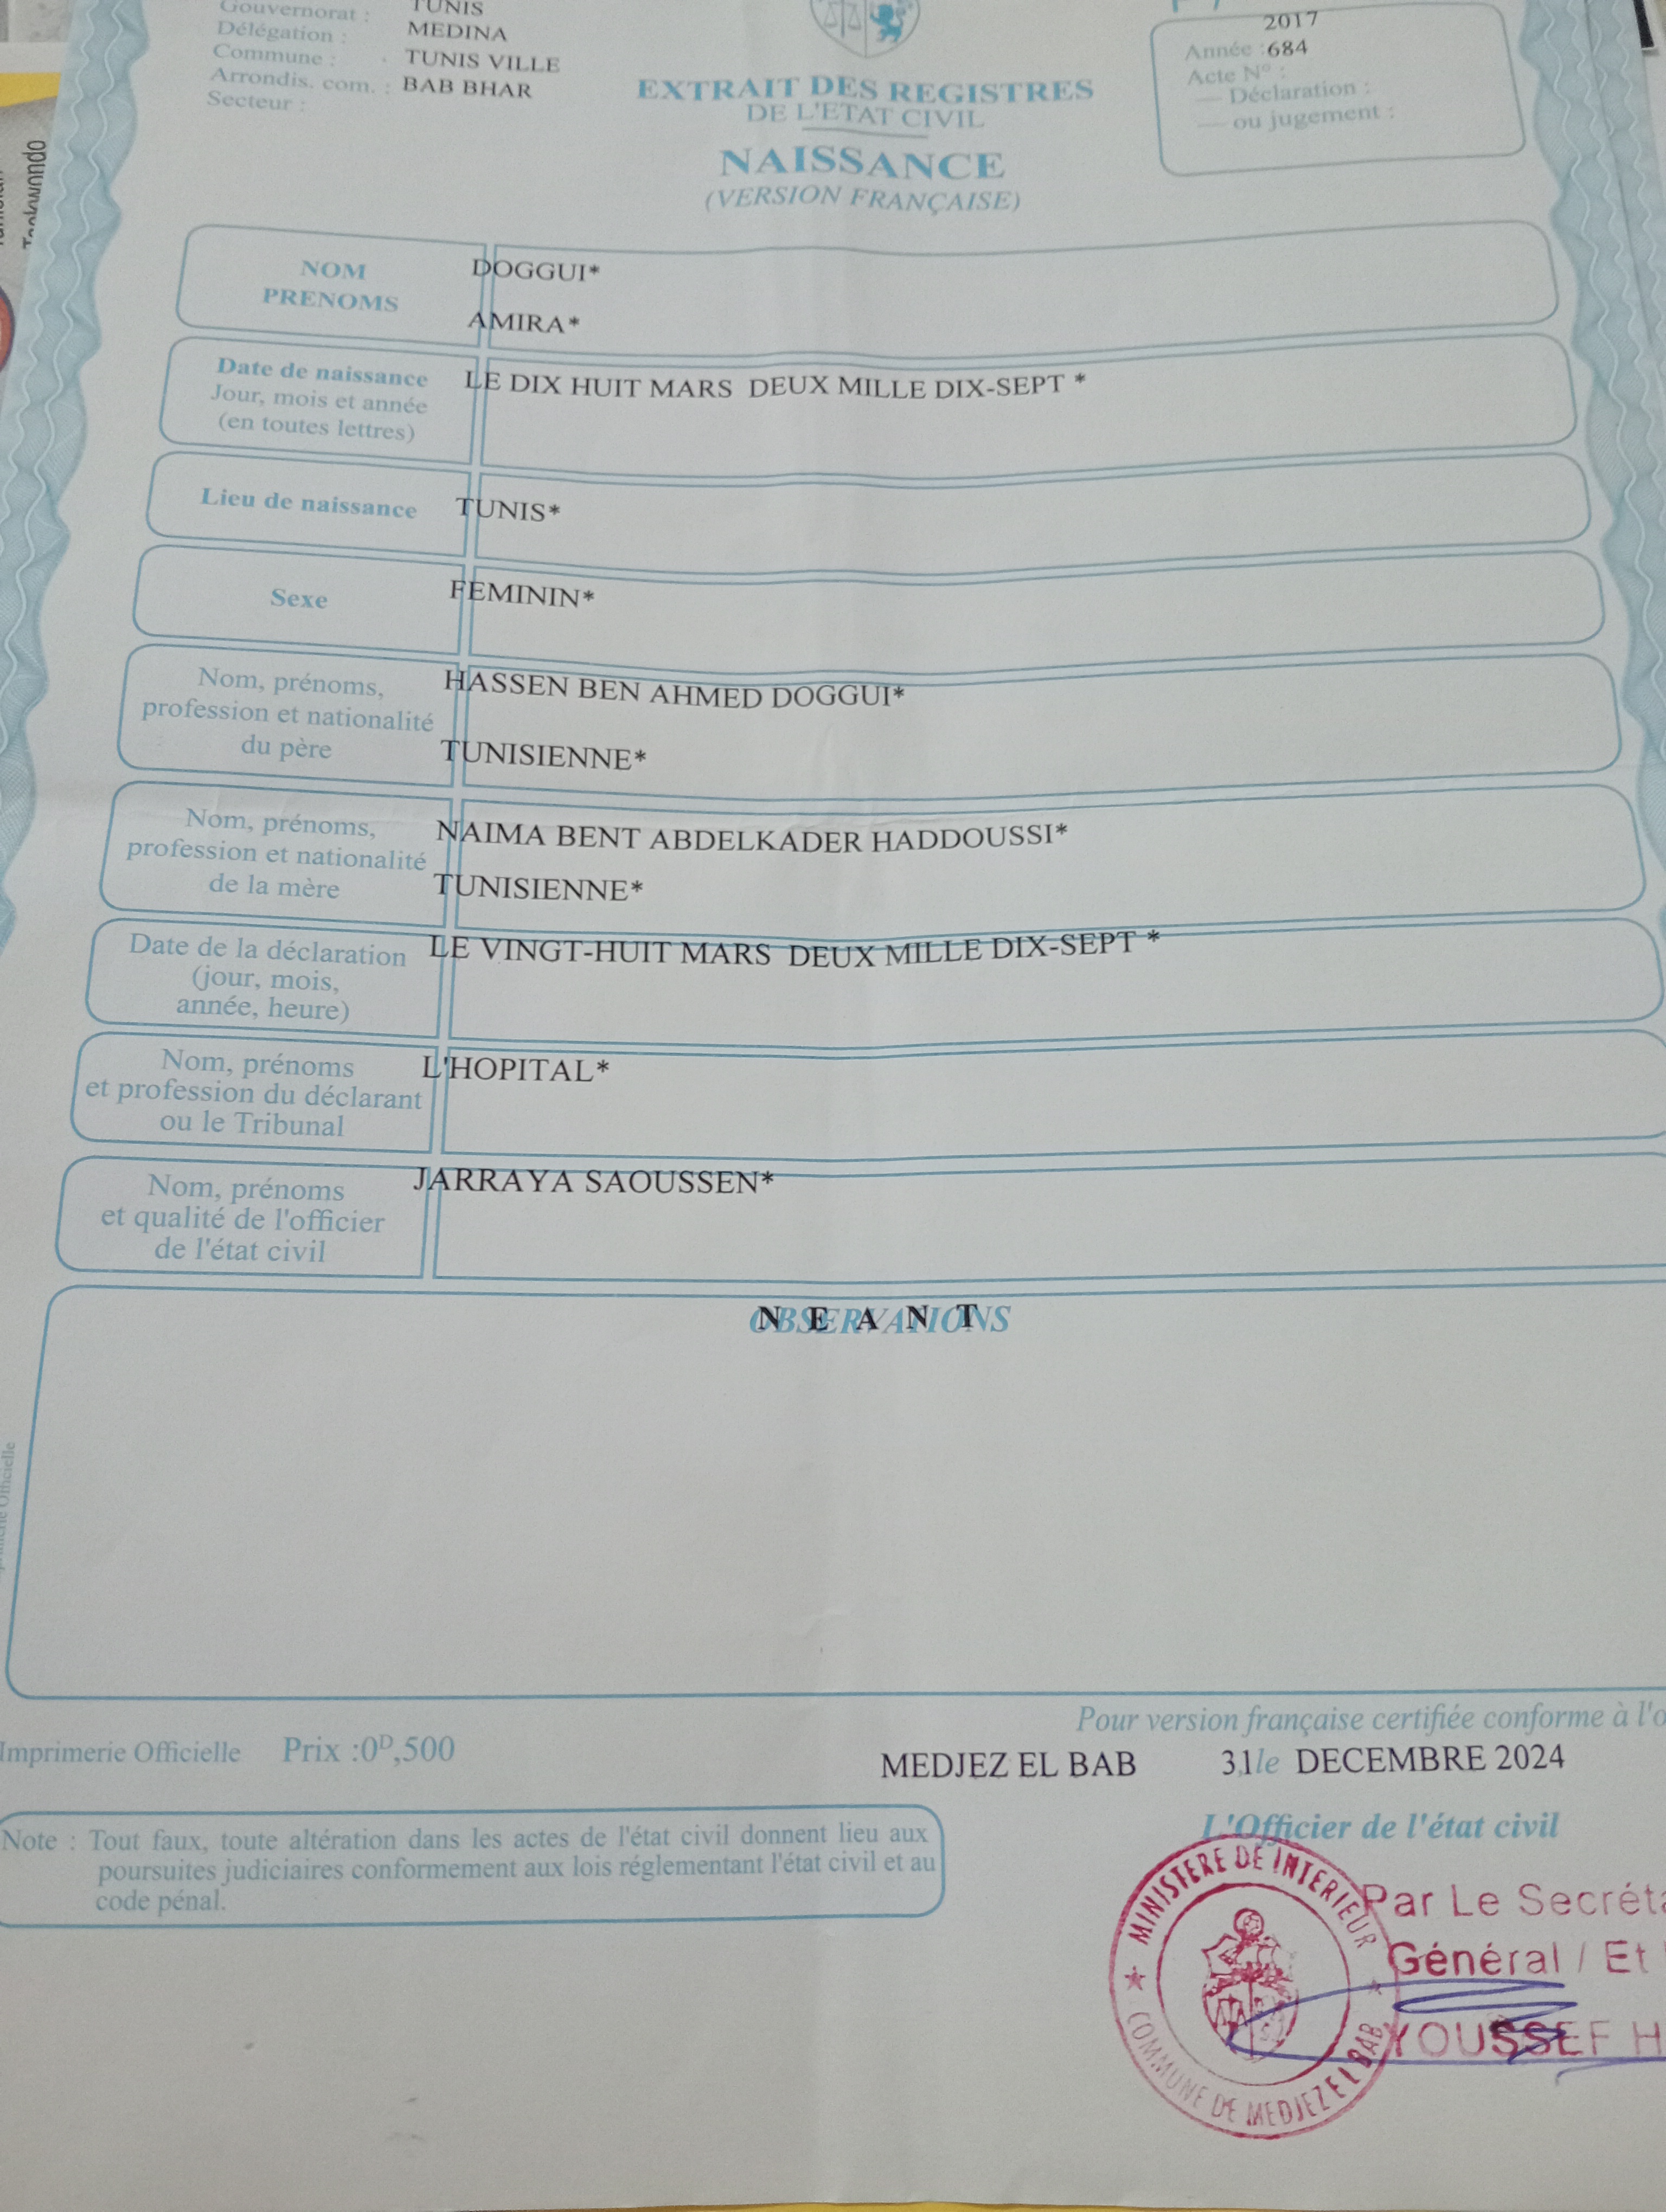 Gouvernorat : TUNIS
Délégation : MEDINA
Commune : TUNIS VILLE
Arrondis. com. : BAB BHAR
Secteur :
EXTRAIT DES REGISTRES
DE L'ETAT CIVIL
NAISSANCE
(VERSION FRANÇAISE)
2017
Année : 684
Acte N° :
— Déclaration :
— ou jugement :
Taekwondo
NOM
PRENOMS
DOGGUI*
AMIRA*
Date de naissance
Jour, mois et année
(en toutes lettres)
LE DIX HUIT MARS DEUX MILLE DIX-SEPT *
Lieu de naissance
TUNIS*
Sexe
FEMININ*
Nom, prénoms,
profession et nationalité
du père
HASSEN BEN AHMED DOGGUI*
TUNISIENNE*
Nom, prénoms,
profession et nationalité
de la mère
NAIMA BENT ABDELKADER HADDOUSSI*
TUNISIENNE*
Date de la déclaration
(jour, mois,
année, heure)
LE VINGT-HUIT MARS DEUX MILLE DIX-SEPT *
Nom, prénoms
et profession du déclarant
ou le Tribunal
L'HOPITAL*
Nom, prénoms
et qualité de l'officier
de l'état civil
JARRAYA SAOUSSEN*
OBSERVATIONS
N E A N T
Officielle
Pour version française certifiée conforme à l'o
Imprimerie Officielle Prix :0ᴰ,500
MEDJEZ EL BAB 31 le DECEMBRE 2024
Note : Tout faux, toute altération dans les actes de l'état civil donnent lieu aux
poursuites judiciaires conformement aux lois réglementant l'état civil et au
code pénal.
L'Officier de l'état civil
MINISTERE DE INTERIEUR
COMMUNE DE MEDJEZ EL BAB
Par Le Secréta
Général / Et
YOUSSEF H